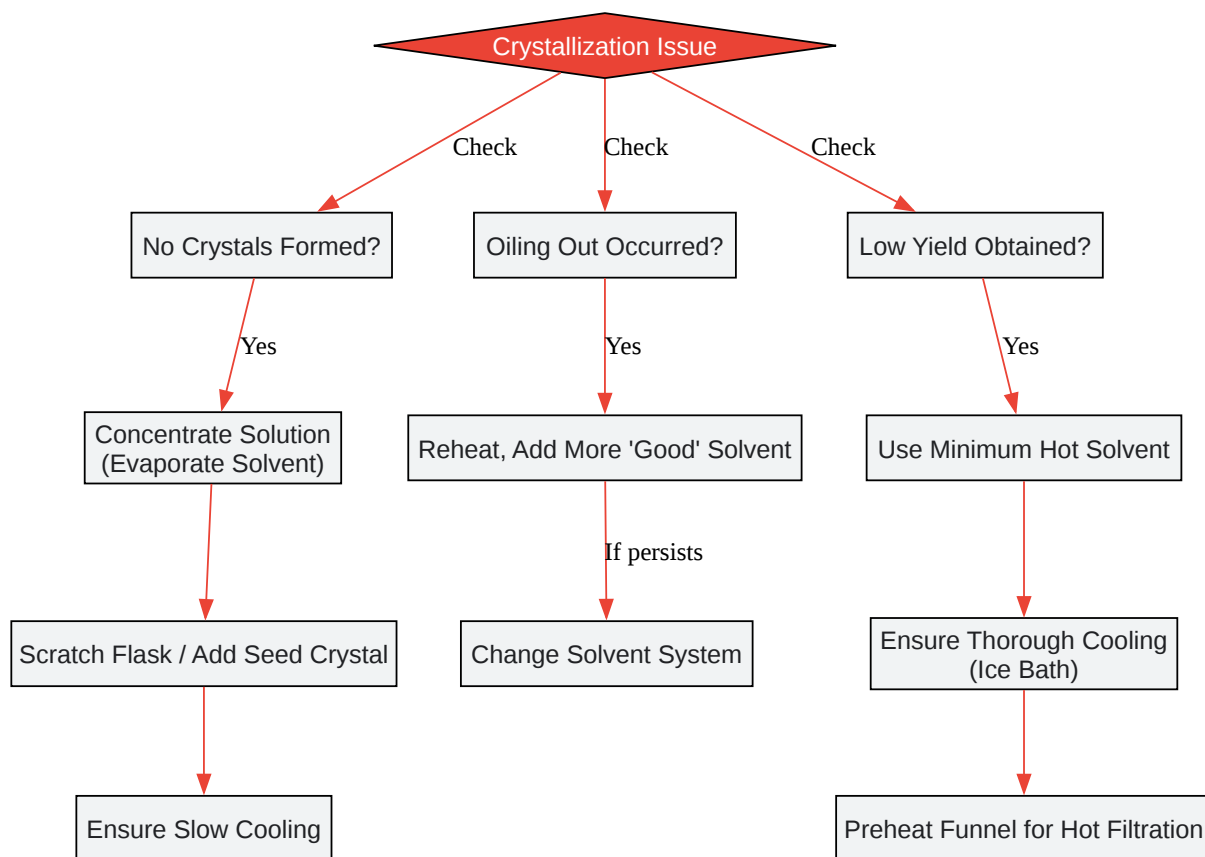 Crystallization Issue
Check
Check
Check
No Crystals Formed?
Oiling Out Occurred?
Low Yield Obtained?
Yes
Yes
Yes
Concentrate Solution
(Evaporate Solvent)
Reheat, Add More 'Good' Solvent
Use Minimum Hot Solvent
If persists
Scratch Flask / Add Seed Crystal
Change Solvent System
Ensure Thorough Cooling
(Ice Bath)
Ensure Slow Cooling
Preheat Funnel for Hot Filtration